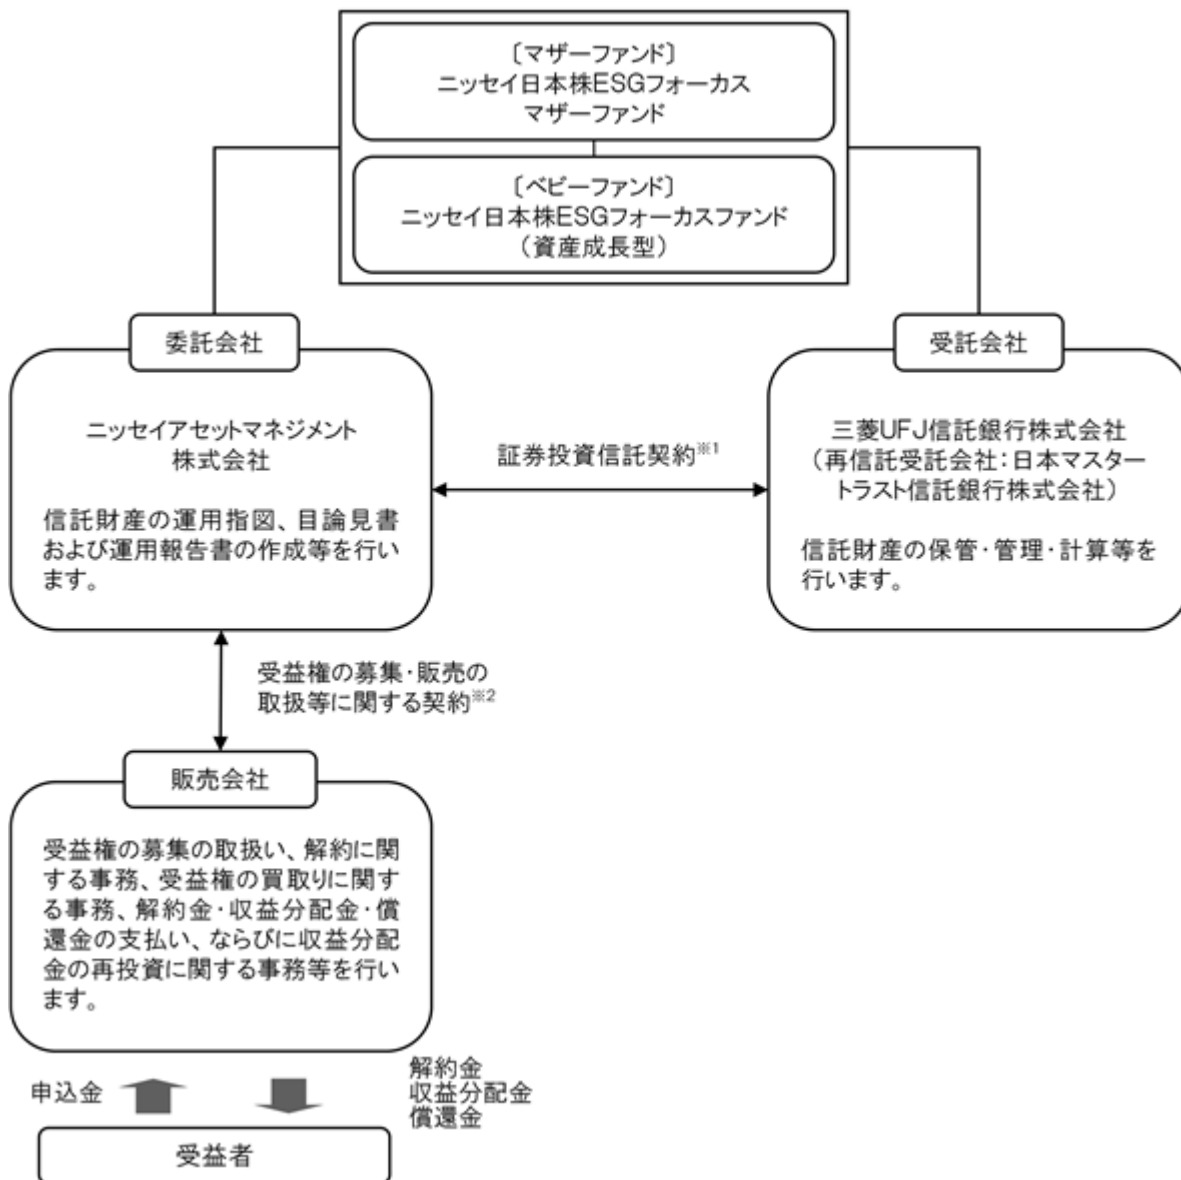 〔マザーファンド〕
ニッセイ日本株ESGフォーカス
マザーファンド
〔ベビーファンド〕
ニッセイ日本株ESGフォーカスファンド
（資産成長型）
委託会社
ニッセイアセットマネジメント
株式会社
信託財産の運用指図、目論見書
および運用報告書の作成等を行い
ます。
証券投資信託契約※1
受託会社
三菱UFJ信託銀行株式会社
（再信託受託会社：日本マスター
トラスト信託銀行株式会社）
信託財産の保管・管理・計算等を
行います。
受益権の募集・販売の
取扱等に関する契約※2
販売会社
受益権の募集の取扱い、解約に関
する事務、受益権の買取りに関す
る事務、解約金・収益分配金・償
還金の支払い、ならびに収益分配
金の再投資に関する事務等を行い
ます。
申込金
解約金
収益分配金
償還金
受益者